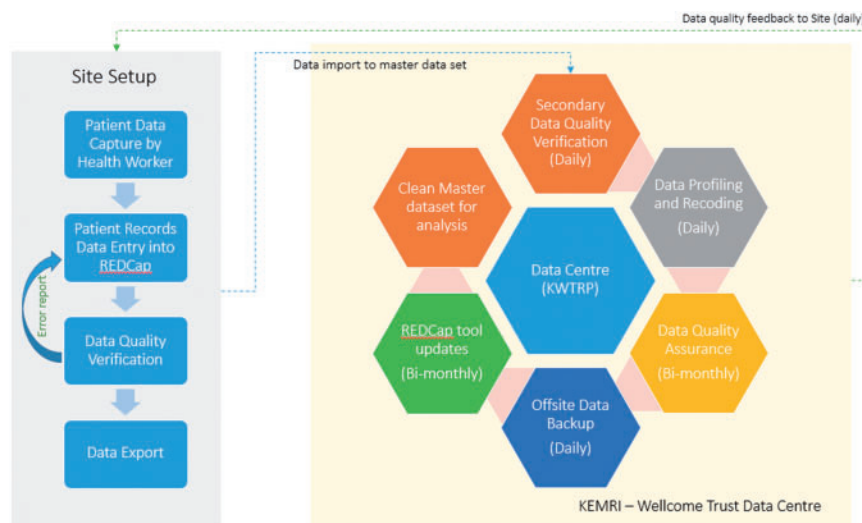 Data quality feedback to Site (daily)
Site Setup
Data import to master data set
Patient Data
Capture by
Health Worker
Patient Records
Data Entry into
REDCap
Error report
Data Quality
Verification
Data Export
Secondary
Data Quality
Verification
(Daily)
Data Profiling
and Recoding
(Daily)
Clean Master
dataset for
analysis
Data Centre
(KWTRP)
REDCap tool
updates
(Bi-monthly)
Data Quality
Assurance
(Bi-monthly)
Offsite Data
Backup
(Daily)
KEMRI – Wellcome Trust Data Centre